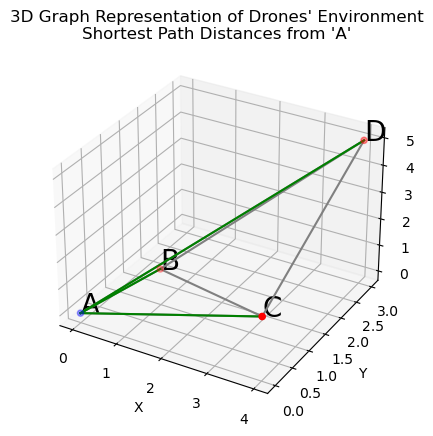 3D Graph Representation of Drones' Environment
Shortest Path Distances from 'A'
D
B
A
C
5
4
3
2
1
0
3.0
2.5
2.0
1.5
1.0
0.5
0.0
0
1
2
3
4
X
Y